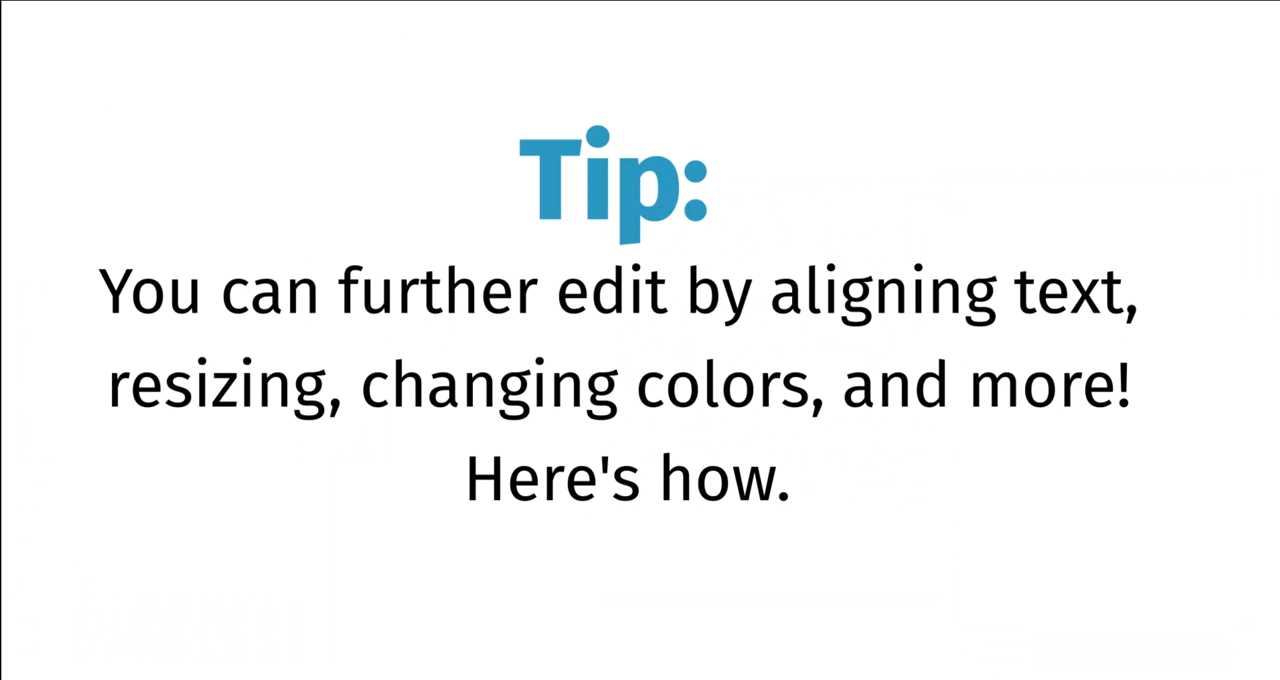 Tip:
You can further edit by aligning text,
resizing, changing colors, and more!
Here's how.